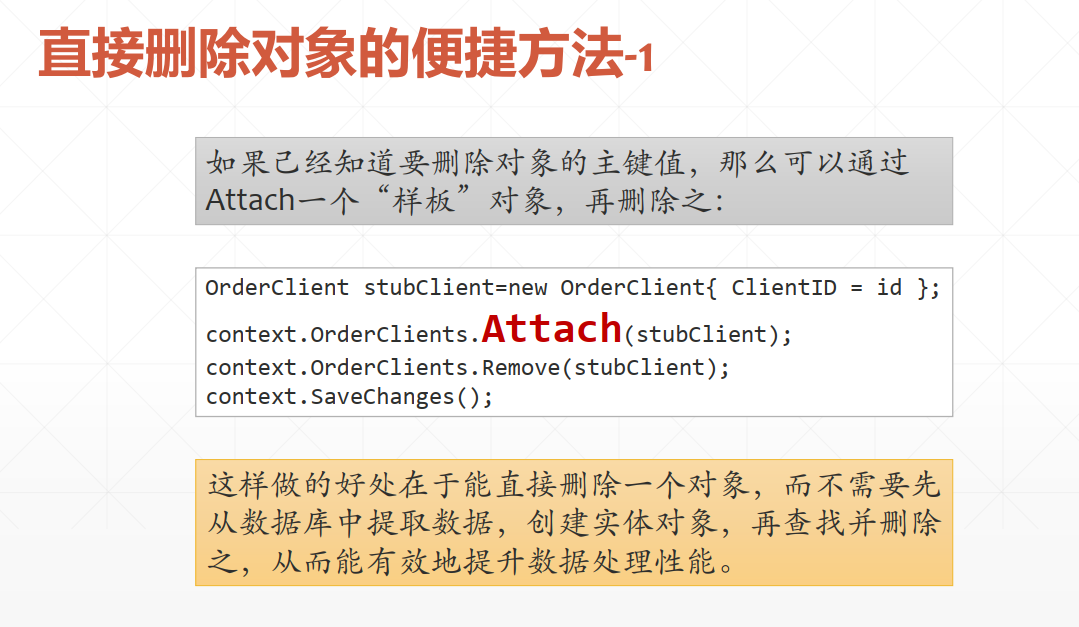 直接删除对象的便捷方法-1
如果已经知道要删除对象的主键值，那么可以通过
Attach一个“样板”对象，再删除之：
OrderClient stubClient=new OrderClient{ ClientID = id };
context.OrderClients.Attach(stubClient);
context.OrderClients.Remove(stubClient);
context.SaveChanges();
这样做的好处在于能直接删除一个对象，而不需要先
从数据库中提取数据，创建实体对象，再查找并删除
之，从而能有效地提升数据处理性能。